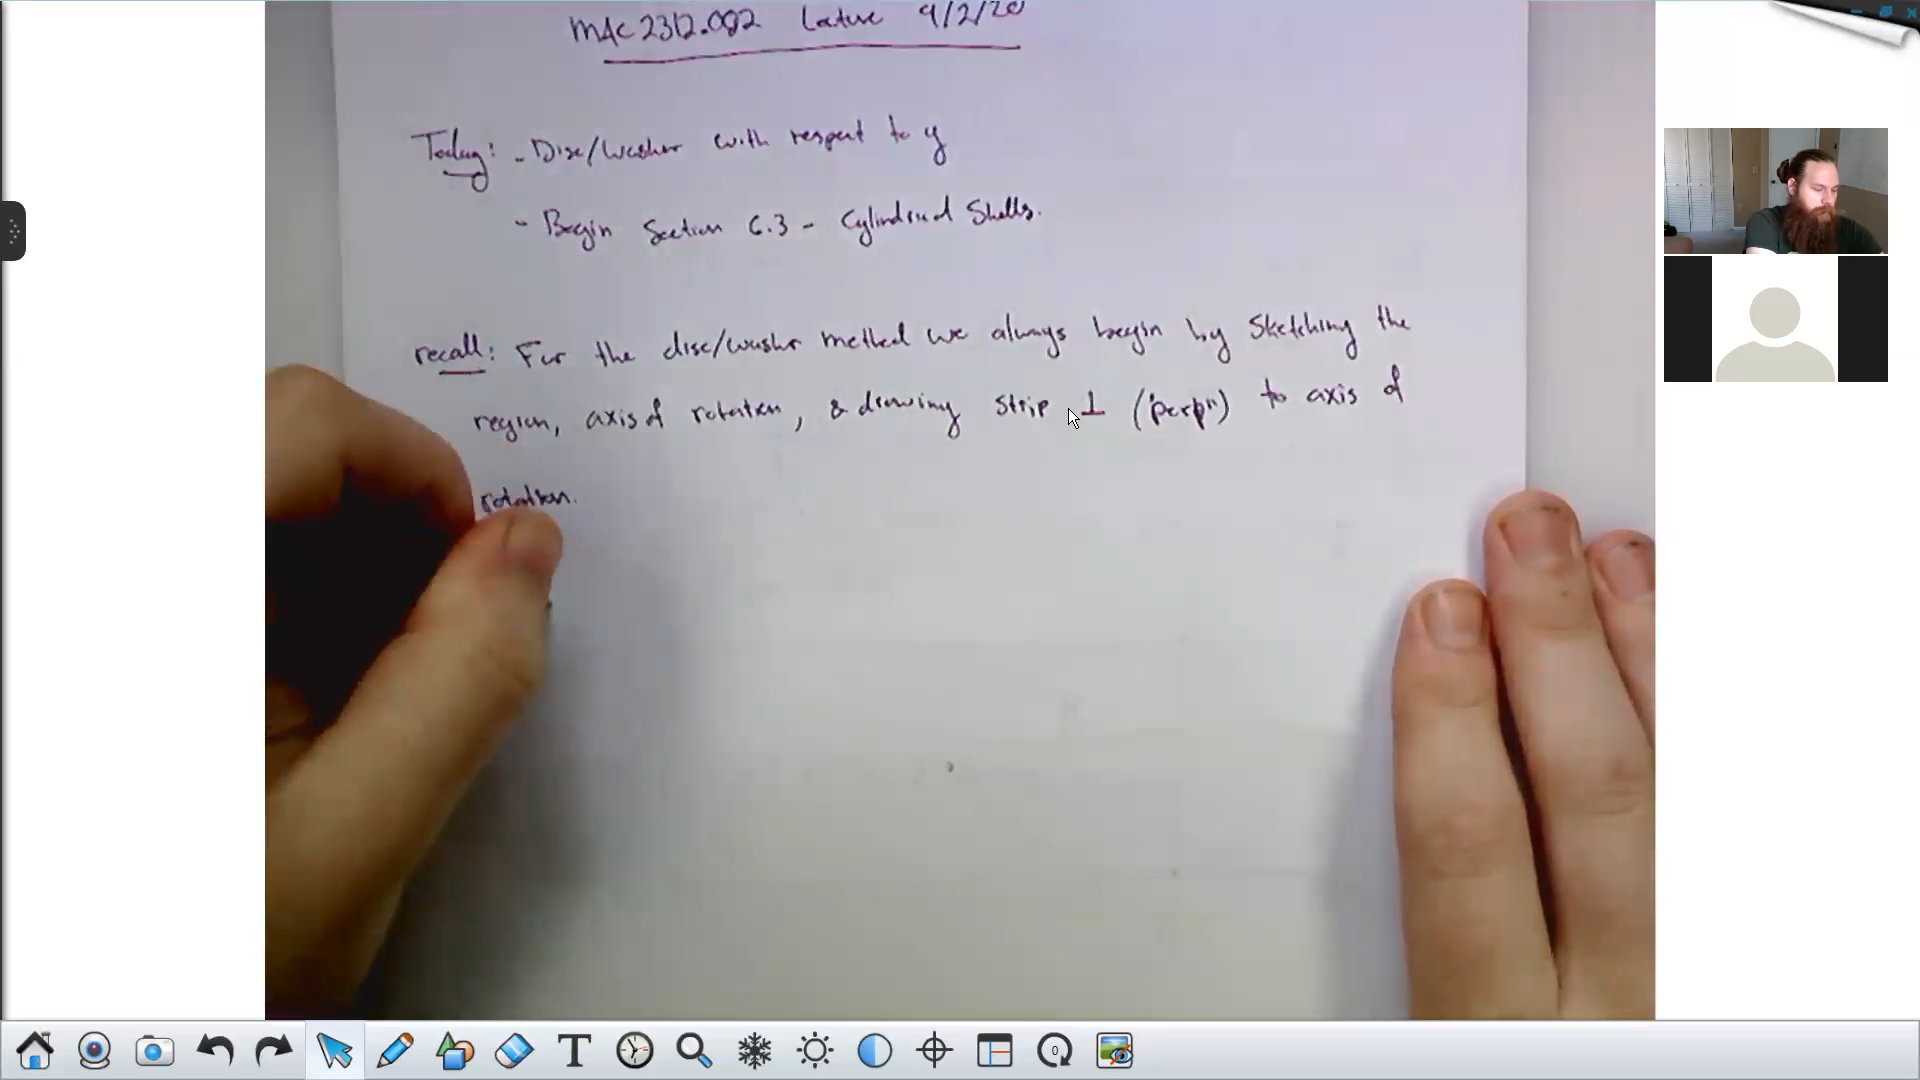 MAC 2312.002 Lecture 9/2/20
Today: - Disc/Washer with respect to y
- Begin Section 6.3 - Cylindrical Shells.
recall: For the disc/washer method we always begin by sketching the
region, axis of rotation, & drawing strip ⊥ ("perp") to axis of
rotation.
T
0